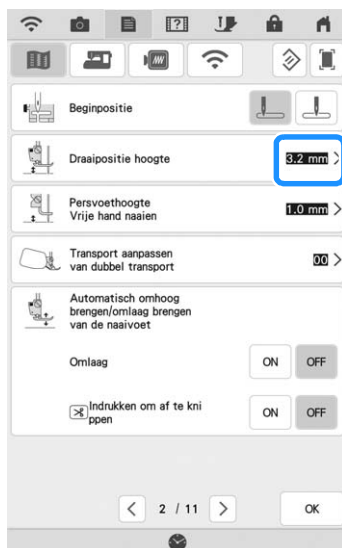 Beginpositie
Draaipositie hoogte
3.2 mm
Persvoethoogte
Vrije hand naaien
1.0 mm
Transport aanpassen
van dubbel transport
00
Automatisch omhoog
brengen/omlaag brengen
van de naaivoet
Omlaag
ON
OFF
Indrukken om af te kni
ppen
ON
OFF
2 / 11
OK